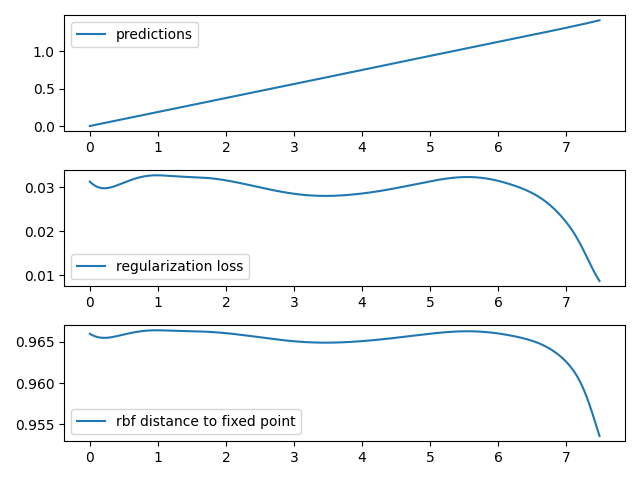 predictions
1.0
0.5
0.0
0 1 2 3 4 5 6 7
0.03
0.02
0.01
regularization loss
0 1 2 3 4 5 6 7
0.965
0.960
0.955
rbf distance to fixed point
0 1 2 3 4 5 6 7